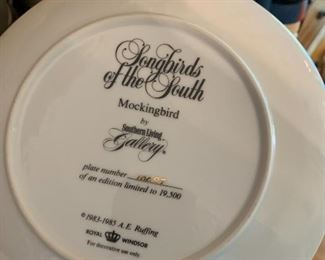 Songbirds
of the South
Mockingbird
by
Southern Living
Gallery
plate number
of an edition limited to 19,500
© 1983-1985 A. E. Ruffing
ROYAL WINDSOR
For decorative use only.